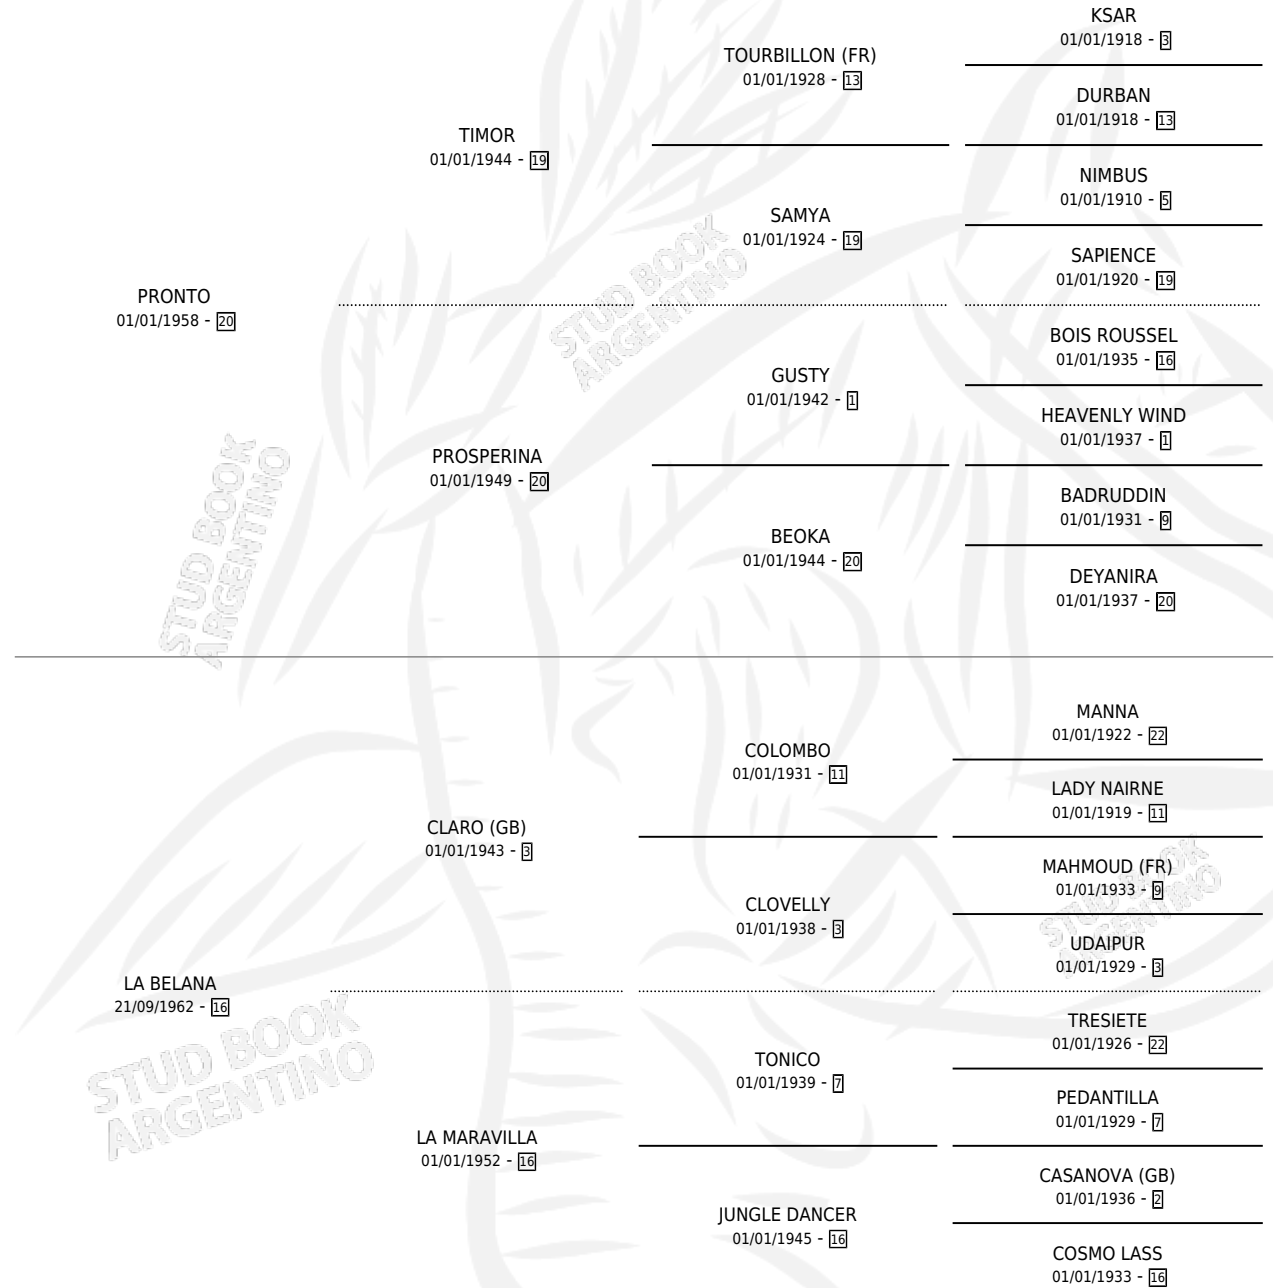 KSAR
01/01/1918 - 3
TOURBILLON (FR)
01/01/1928 - 13
DURBAN
01/01/1918 - 13
TIMOR
01/01/1944 - 19
NIMBUS
01/01/1910 - 5
SAMYA
01/01/1924 - 19
SAPIENCE
01/01/1920 - 19
PRONTO
01/01/1958 - 20
BOIS ROUSSEL
01/01/1935 - 16
GUSTY
01/01/1942 - 1
HEAVENLY WIND
01/01/1937 - 1
PROSPERINA
01/01/1949 - 20
BADRUDDIN
01/01/1931 - 9
BEOKA
01/01/1944 - 20
DEYANIRA
01/01/1937 - 20
MANNA
01/01/1922 - 22
COLOMBO
01/01/1931 - 11
LADY NAIRNE
01/01/1919 - 11
CLARO (GB)
01/01/1943 - 3
MAHMOUD (FR)
01/01/1933 - 9
CLOVELLY
01/01/1938 - 3
UDAIPUR
01/01/1929 - 3
LA BELANA
21/09/1962 - 16
TRESIETE
01/01/1926 - 22
TONICO
01/01/1939 - 7
PEDANTILLA
01/01/1929 - 7
LA MARAVILLA
01/01/1952 - 16
CASANOVA (GB)
01/01/1936 - 2
JUNGLE DANCER
01/01/1945 - 16
COSMO LASS
01/01/1933 - 16
STUD BOOK
ARGENTINO
STUD BOOK
ARGENTINO
STUD BOOK
ARGENTINO
STUD BOOK
ARGENTINO